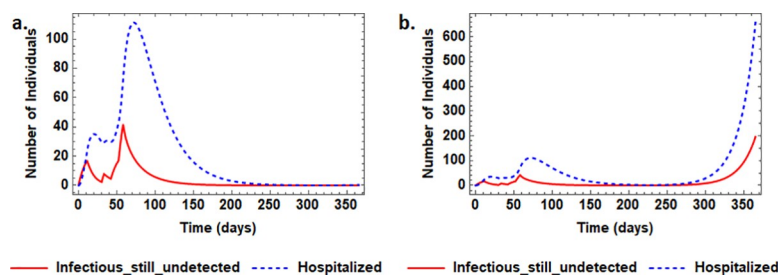 a.
Number of Individuals
100
80
60
40
20
0
0 50 100 150 200 250 300 350
Time (days)
Infectious_still_undetected Hospitalized
b.
Number of Individuals
600
500
400
300
200
100
0
0 50 100 150 200 250 300 350
Time (days)
Infectious_still_undetected Hospitalized